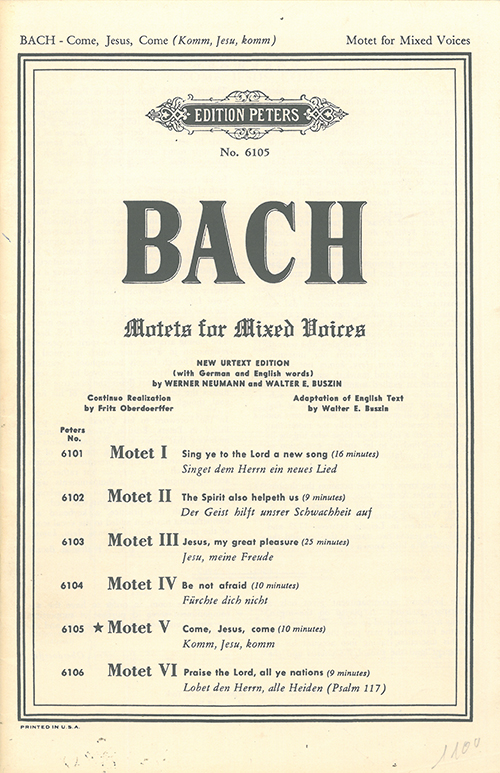 BACH - Come, Jesus, Come (Komm, Jesu, komm) Motet for Mixed Voices
EDITION PETERS
No. 6105
BACH
Motets for Mixed Voices
NEW URTEXT EDITION
(with German and English words)
by WERNER NEUMANN and WALTER E. BUSZIN
Continuo Realization Adaptation of English Text
by Fritz Oberdoerffer by Walter E. Buszin
Peters
No.
6101 Motet I Sing ye to the Lord a new song (16 minutes)
Singet dem Herrn ein neues Lied
6102 Motet II The Spirit also helpeth us (9 minutes)
Der Geist hilft unsrer Schwachheit auf
6103 Motet III Jesus, my great pleasure (25 minutes)
Jesu, meine Freude
6104 Motet IV Be not afraid (10 minutes)
Fürchte dich nicht
6105 ★ Motet V Come, Jesus, come (10 minutes)
Komm, Jesu, komm
6106 Motet VI Praise the Lord, all ye nations (9 minutes)
Lobet den Herrn, alle Heiden (Psalm 117)
PRINTED IN U.S.A.